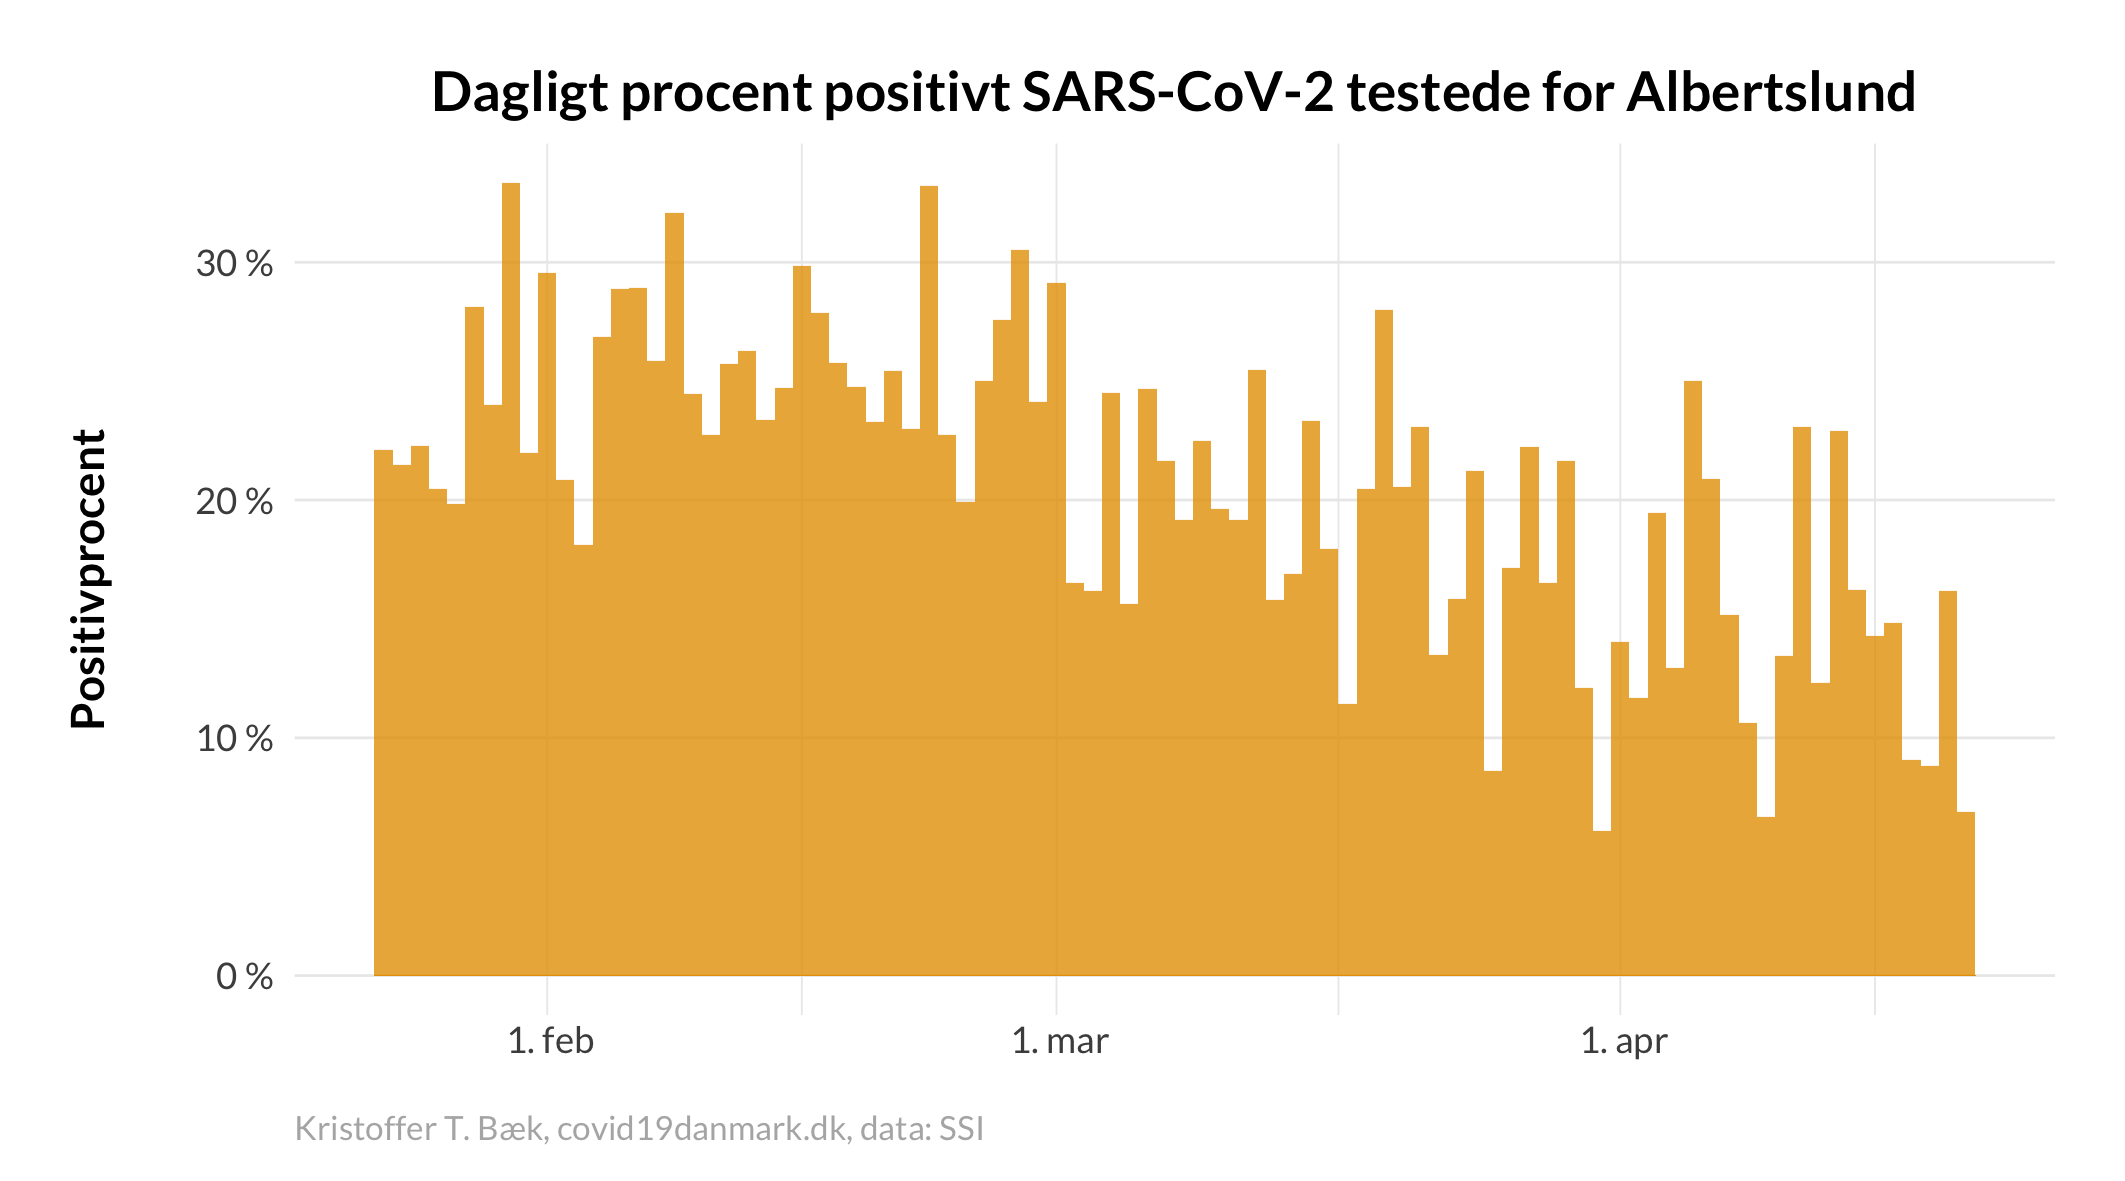 Dagligt procent positivt SARS-CoV-2 testede for Albertslund
Positivprocent
30 %
20 %
10 %
0 %
1. feb
1. mar
1. apr
Kristoffer T. Bæk, covid19danmark.dk, data: SSI